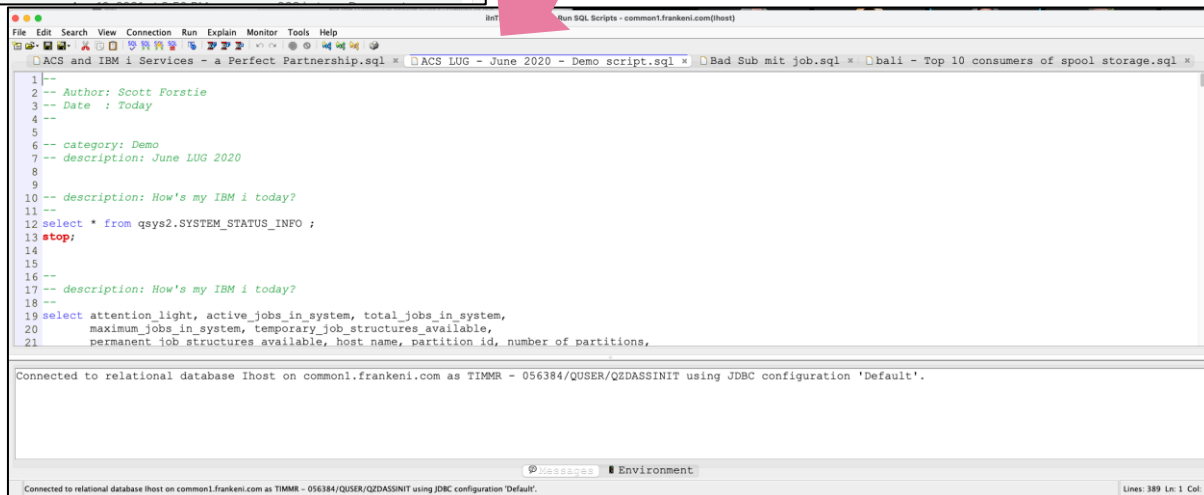 Run SQL Scripts - common1.frankeni.com(Ihost)
File Edit Search View Connection Run Explain Monitor Tools Help
ACS and IBM i Services - a Perfect Partnership.sql × ACS LUG - June 2020 - Demo script.sql × Bad Sub mit job.sql × bali - Top 10 consumers of spool storage.sql ×
1 --
2 -- Author: Scott Forstie
3 -- Date : Today
4 --
5
6 -- category: Demo
7 -- description: June LUG 2020
8
9
10 -- description: How's my IBM i today?
11 --
12 select * from qsys2.SYSTEM_STATUS_INFO ;
13 stop;
14
15
16 --
17 -- description: How's my IBM i today?
18 --
19 select attention_light, active_jobs_in_system, total_jobs_in_system,
20 maximum_jobs_in_system, temporary_job_structures_available,
21 permanent_job_structures_available, host_name, partition_id, number_of_partitions,
Connected to relational database Ihost on common1.frankeni.com as TIMMR - 056384/QUSER/QZDASSINIT using JDBC configuration 'Default'.
Messages Environment
Connected to relational database Ihost on common1.frankeni.com as TIMMR - 056384/QUSER/QZDASSINIT using JDBC configuration 'Default'. Lines: 389 Ln: 1 Col: